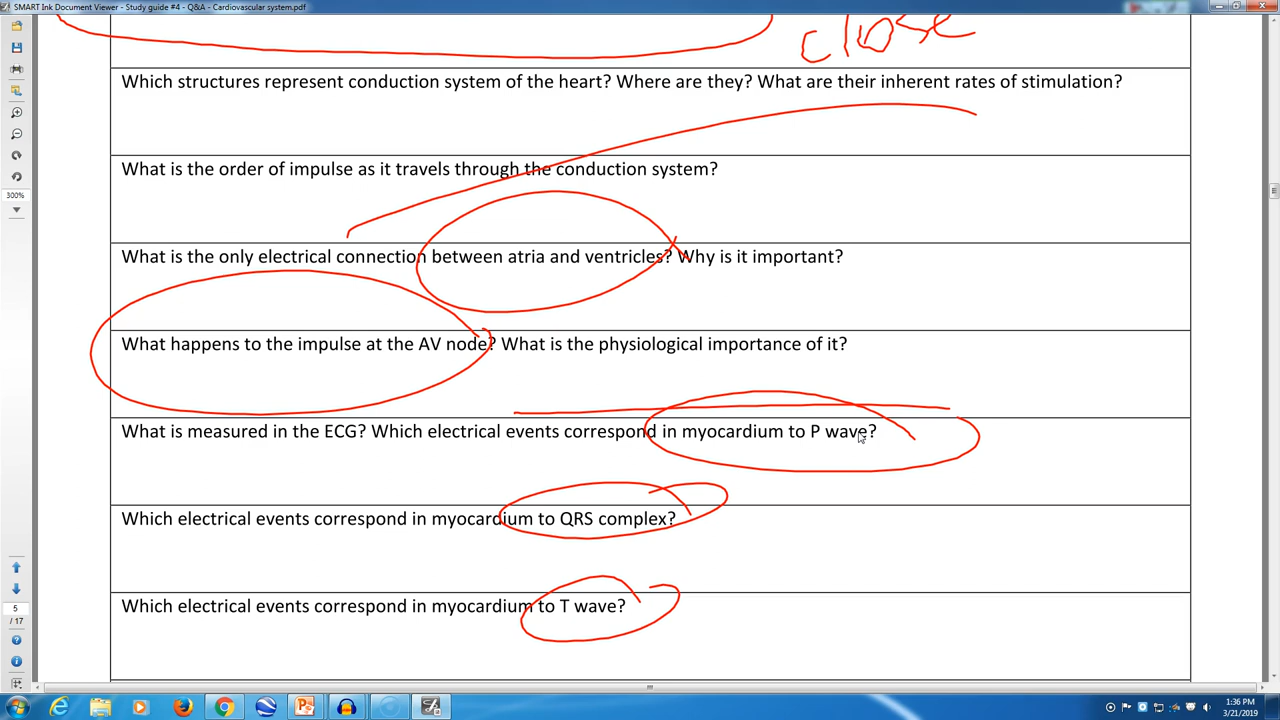 SMART Ink Document Viewer - Study guide #4 - Q&A - Cardiovascular system.pdf
close
Which structures represent conduction system of the heart? Where are they? What are their inherent rates of stimulation?
What is the order of impulse as it travels through the conduction system?
What is the only electrical connection between atria and ventricles? Why is it important?
What happens to the impulse at the AV node? What is the physiological importance of it?
What is measured in the ECG? Which electrical events correspond in myocardium to P wave?
Which electrical events correspond in myocardium to QRS complex?
Which electrical events correspond in myocardium to T wave?
300%
5
/ 17
1:36 PM
3/21/2019